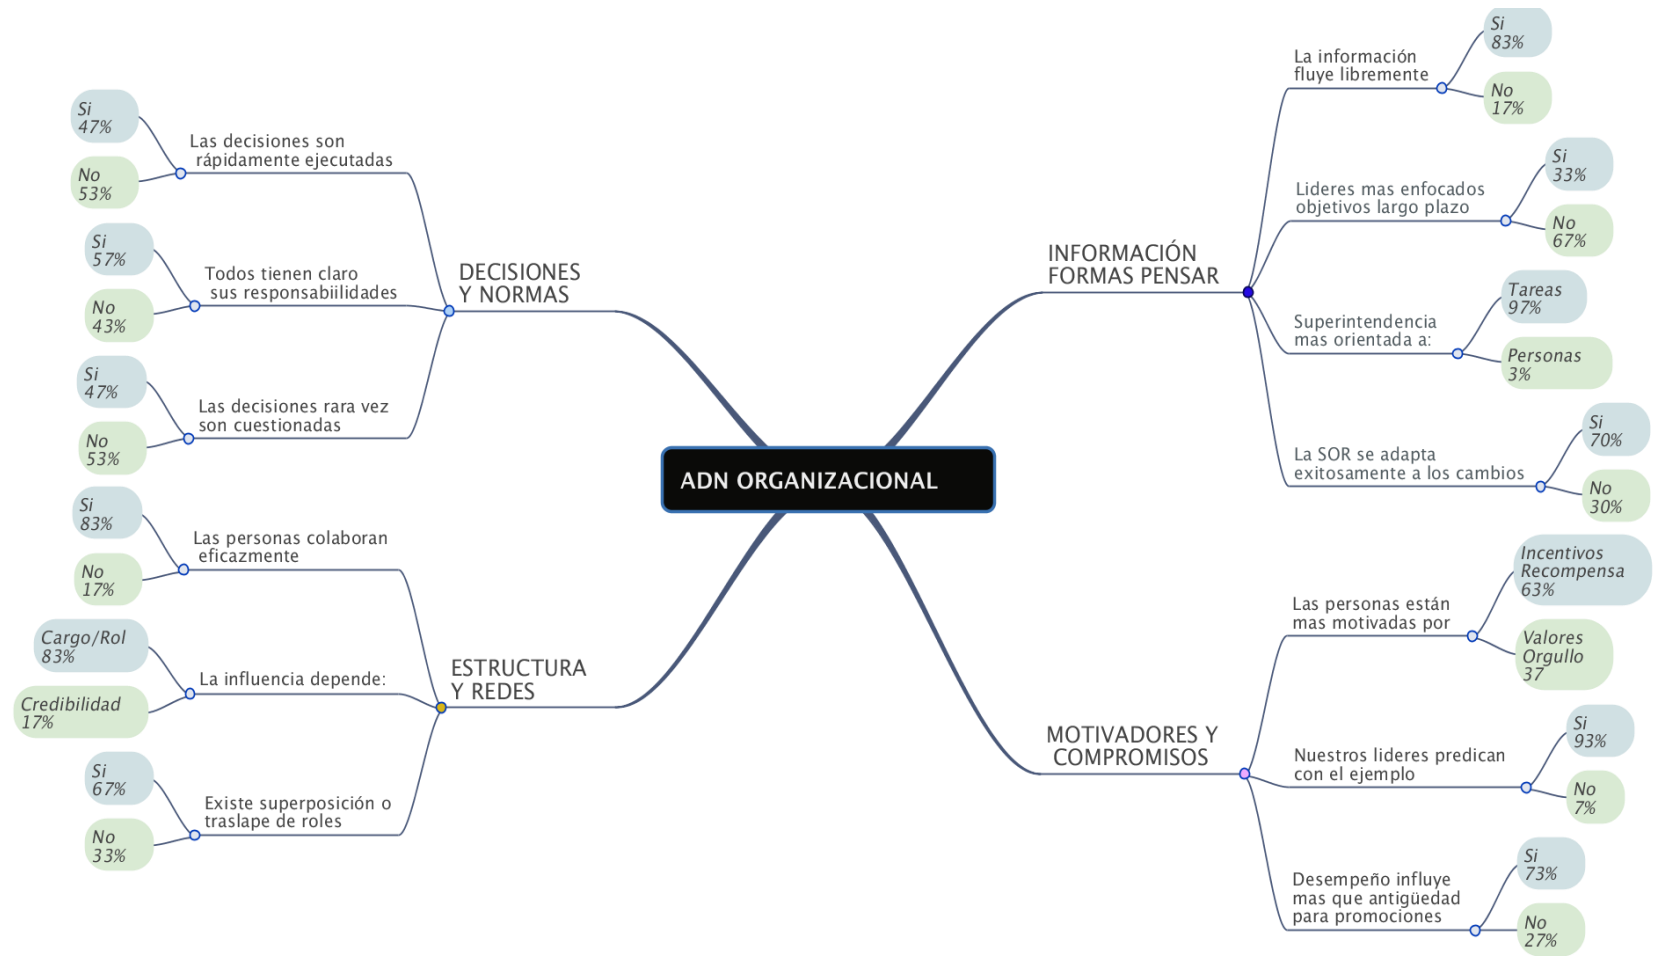 ADN ORGANIZACIONAL
DECISIONES
Y NORMAS
Las decisiones son
rápidamente ejecutadas
Si
47%
No
53%
Todos tienen claro
sus responsabiilidades
Si
57%
No
43%
Las decisiones rara vez
son cuestionadas
Si
47%
No
53%
ESTRUCTURA
Y REDES
Las personas colaboran
eficazmente
Si
83%
No
17%
La influencia depende:
Cargo/Rol
83%
Credibilidad
17%
Existe superposición o
traslape de roles
Si
67%
No
33%
INFORMACIÓN
FORMAS PENSAR
La información
fluye libremente
Si
83%
No
17%
Lideres mas enfocados
objetivos largo plazo
Si
33%
No
67%
Superintendencia
mas orientada a:
Tareas
97%
Personas
3%
La SOR se adapta
exitosamente a los cambios
Si
70%
No
30%
MOTIVADORES Y
COMPROMISOS
Las personas están
mas motivadas por
Incentivos
Recompensa
63%
Valores
Orgullo
37
Nuestros lideres predican
con el ejemplo
Si
93%
No
7%
Desempeño influye
mas que antigüedad
para promociones
Si
73%
No
27%